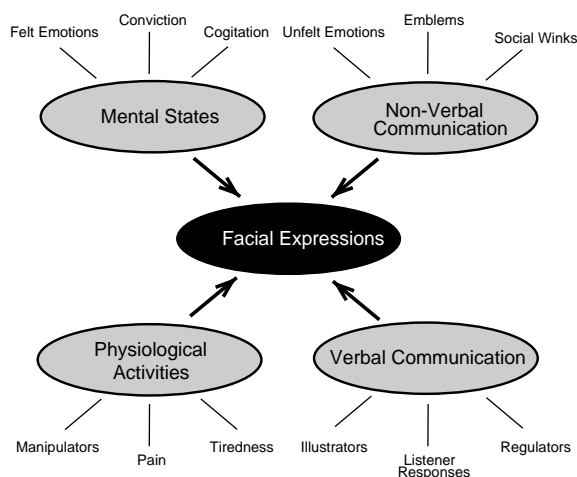 Felt Emotions
Conviction
Cogitation
Unfelt Emotions
Emblems
Social Winks
Mental States
Non-Verbal
Communication
Facial Expressions
Physiological
Activities
Verbal Communication
Manipulators
Pain
Tiredness
Illustrators
Listener
Responses
Regulators